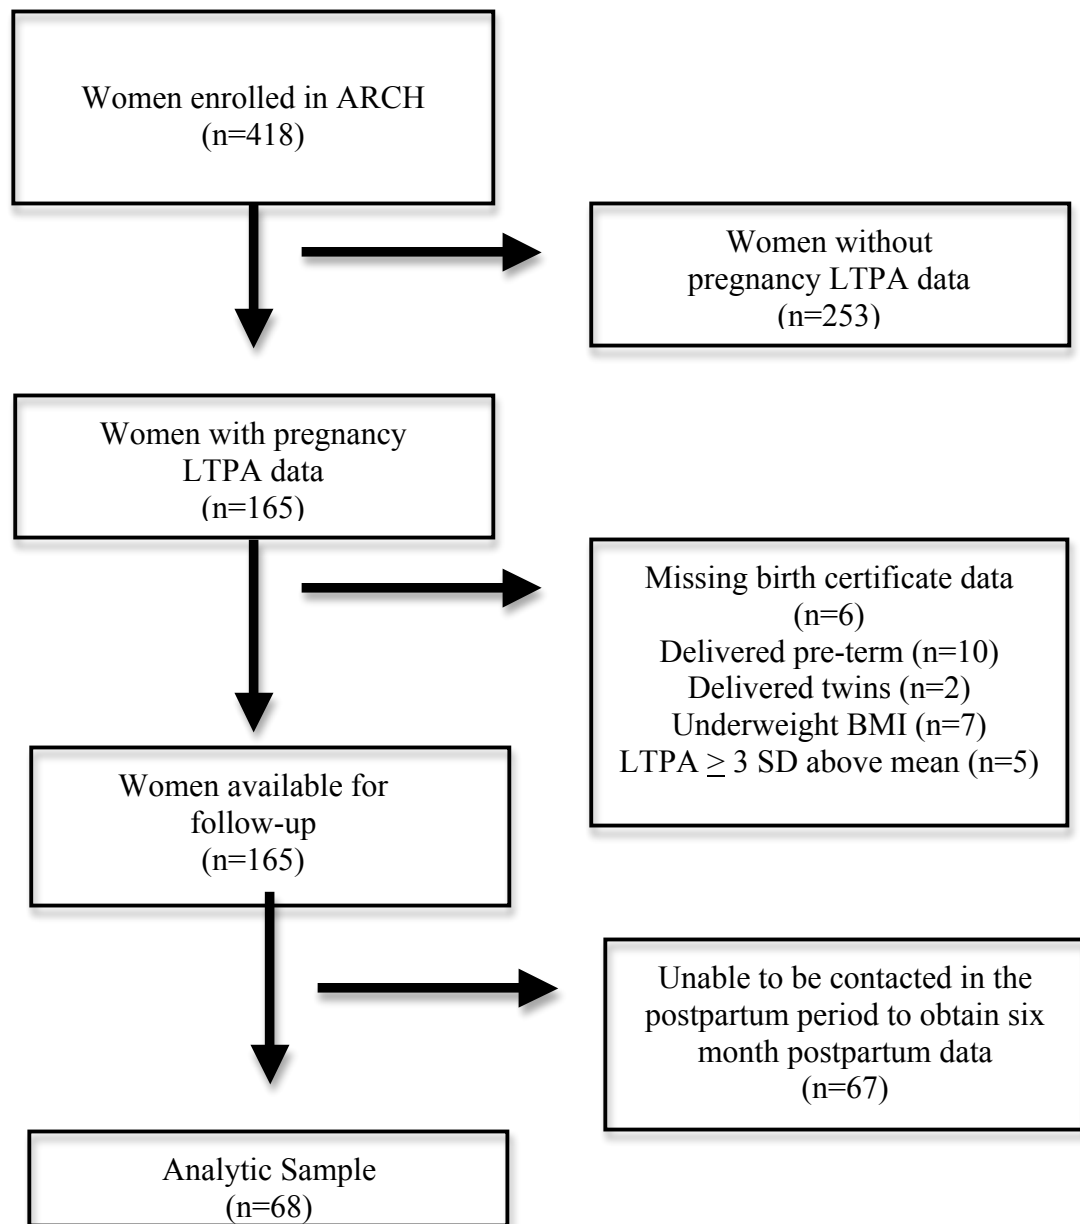 Women enrolled in ARCH
(n=418)
Women without
pregnancy LTPA data
(n=253)
Women with pregnancy
LTPA data
(n=165)
Missing birth certificate data
(n=6)
Delivered pre-term (n=10)
Delivered twins (n=2)
Underweight BMI (n=7)
LTPA ≥ 3 SD above mean (n=5)
Women available for
follow-up
(n=165)
Unable to be contacted in the
postpartum period to obtain six
month postpartum data
(n=67)
Analytic Sample
(n=68)